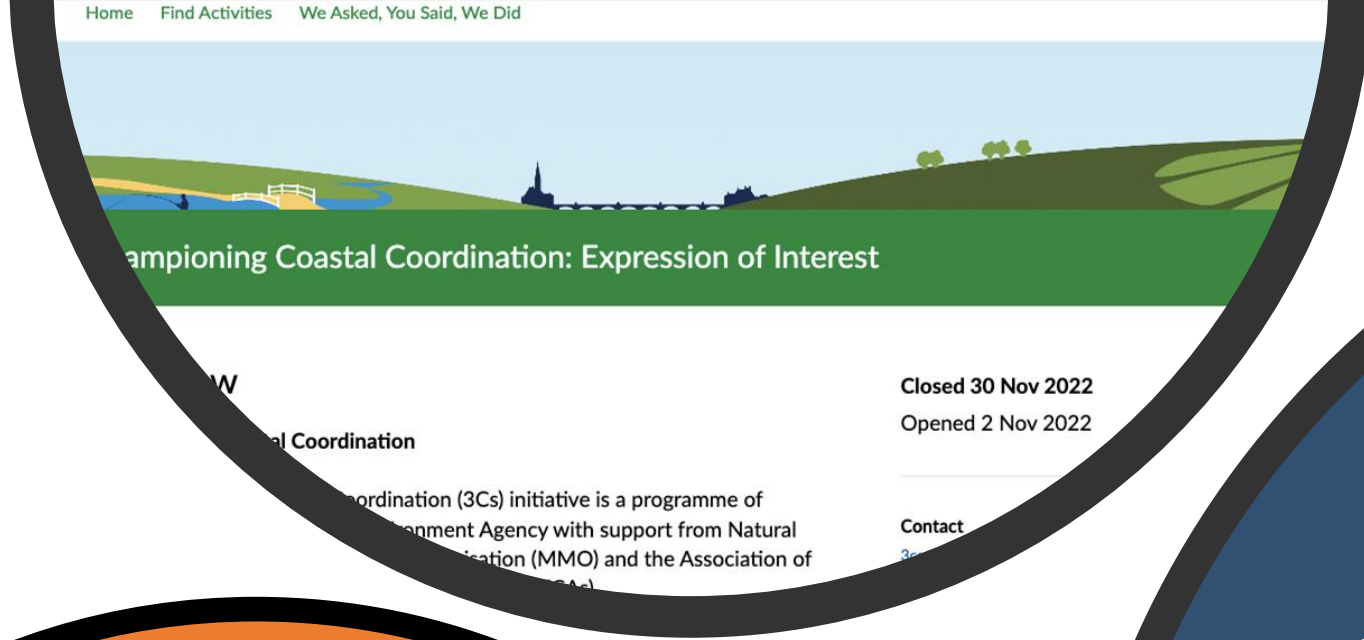 Home Find Activities We Asked, You Said, We Did
ampioning Coastal Coordination: Expression of Interest
w
Closed 30 Nov 2022
Opened 2 Nov 2022
al Coordination
ordination (3Cs) initiative is a programme of
onment Agency with support from Natural
Contact
isation (MMO) and the Association of